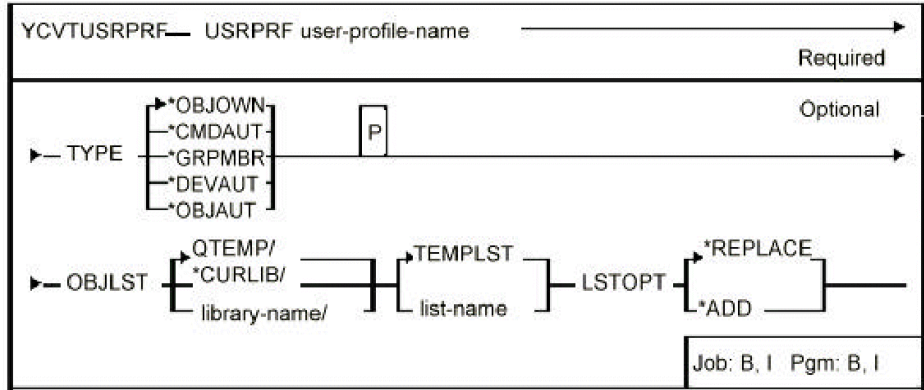 YCVTUSRPRF USRPRF user-profile-name
Required
Optional
TYPE
*OBJOWN
*CMDAUT
*GRPMBR
*DEVAUT
*OBJAUT
P
OBJLST
QTEMP/
*CURLIB/
library-name/
TEMPLST
list-name
LSTOPT
*REPLACE
*ADD
Job: B, I Pgm: B, I